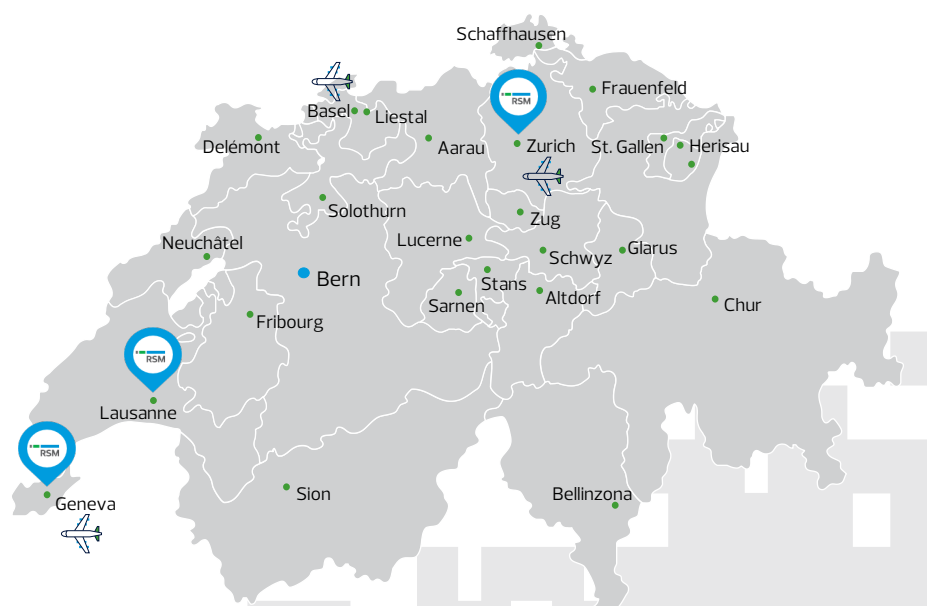 Schaffhausen
RSM
Frauenfeld
Basel
Liestal
Delémont
Aarau
Zurich
St. Gallen
Herisau
Solothurn
Zug
Neuchâtel
Lucerne
Schwyz
Glarus
Bern
Stans
Sarnen
Altdorf
Chur
Fribourg
RSM
Lausanne
RSM
Geneva
Sion
Bellinzona